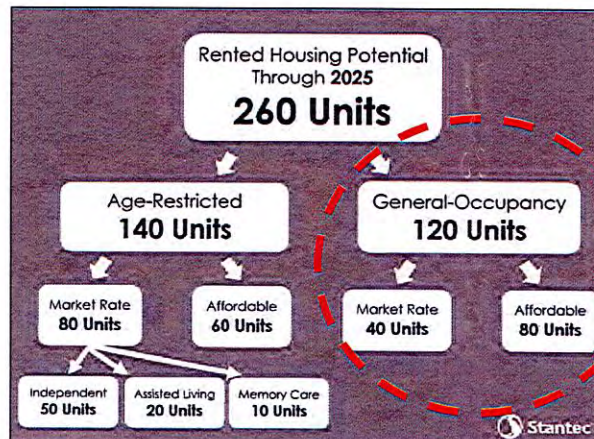 Rented Housing Potential
Through 2025
260 Units
Age-Restricted
140 Units
General-Occupancy
120 Units
Market Rate
80 Units
Affordable
60 Units
Market Rate
40 Units
Affordable
80 Units
Independent
50 Units
Assisted Living
20 Units
Memory Care
10 Units
Stantec